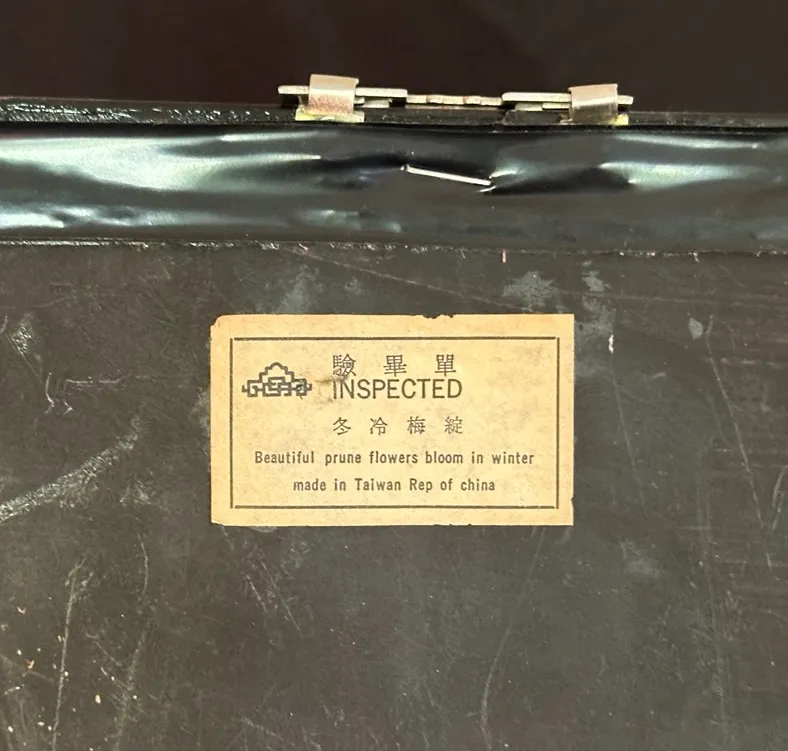 驗畢單
INSPECTED
冬冷梅綻
Beautiful prune flowers bloom in winter
made in Taiwan Rep of china